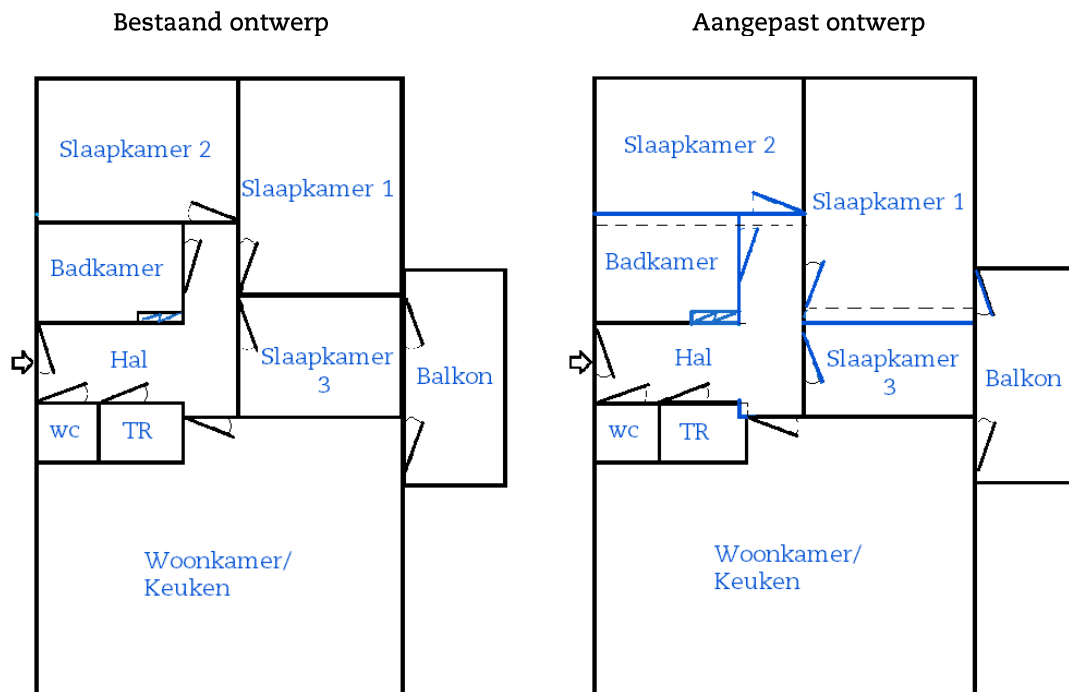 Bestaand ontwerp
Slaapkamer 2
Slaapkamer 1
Badkamer
Hal
Slaapkamer
3
Balkon
wc
TR
Woonkamer/
Keuken
Aangepast ontwerp
Slaapkamer 2
Slaapkamer 1
Badkamer
Hal
Slaapkamer
3
Balkon
wc
TR
Woonkamer/
Keuken